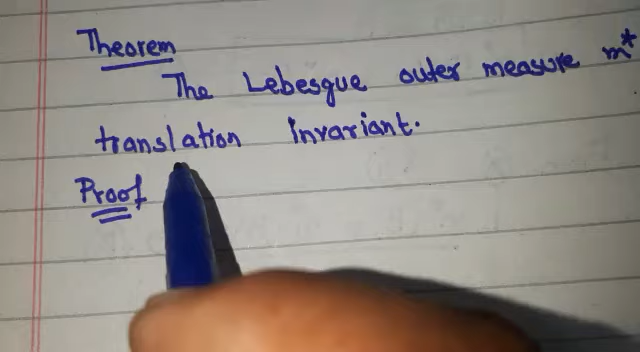 Theorem
The Lebesgue outer measure m*
translation invariant.
Proof